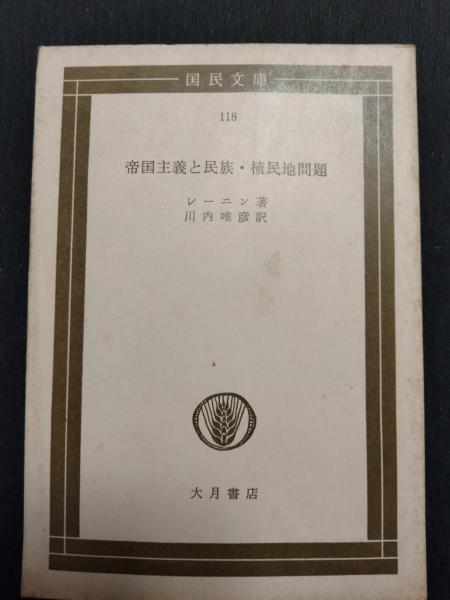 国民文庫
118
帝国主義と民族・植民地問題
レーニン著
川内唯彦訳
大月書店